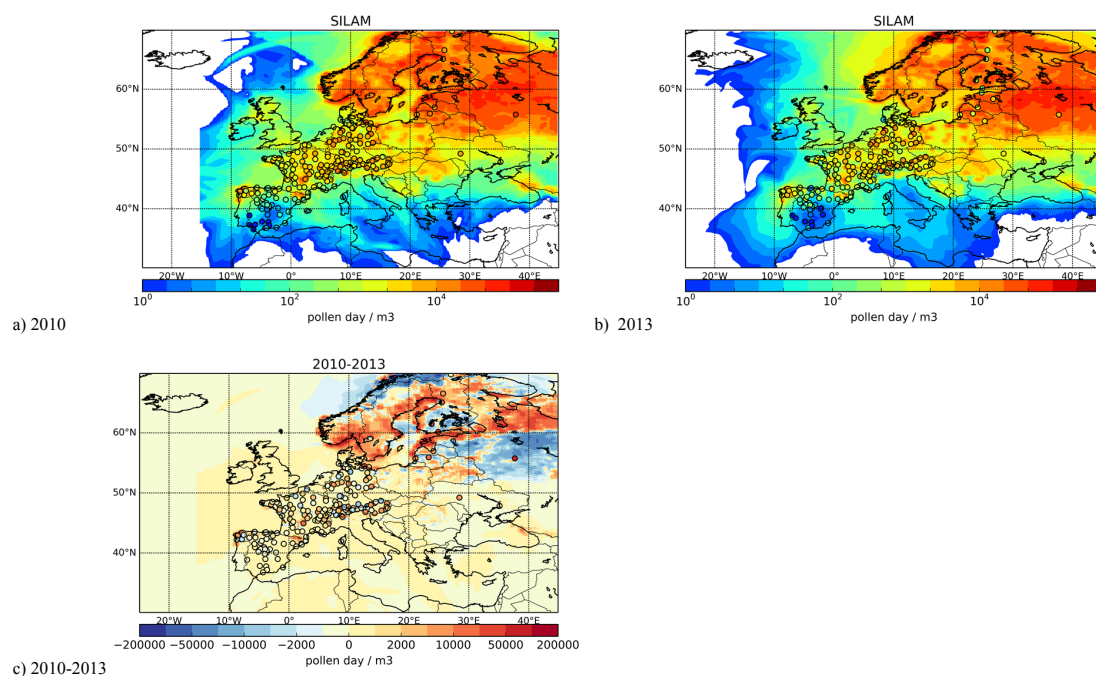 SILAM
60°N
50°N
40°N
20°W 10°W 0° 10°E 20°E 30°E 40°E
10⁰ 10² 10⁴
pollen day / m3
a) 2010
SILAM
60°N
50°N
40°N
20°W 10°W 0° 10°E 20°E 30°E 40°E
10⁰ 10² 10⁴
pollen day / m3
b) 2013
2010-2013
60°N
50°N
40°N
20°W 10°W 0° 10°E 20°E 30°E 40°E
−200000 −50000 −10000 −2000 0 2000 10000 50000 200000
pollen day / m3
c) 2010-2013